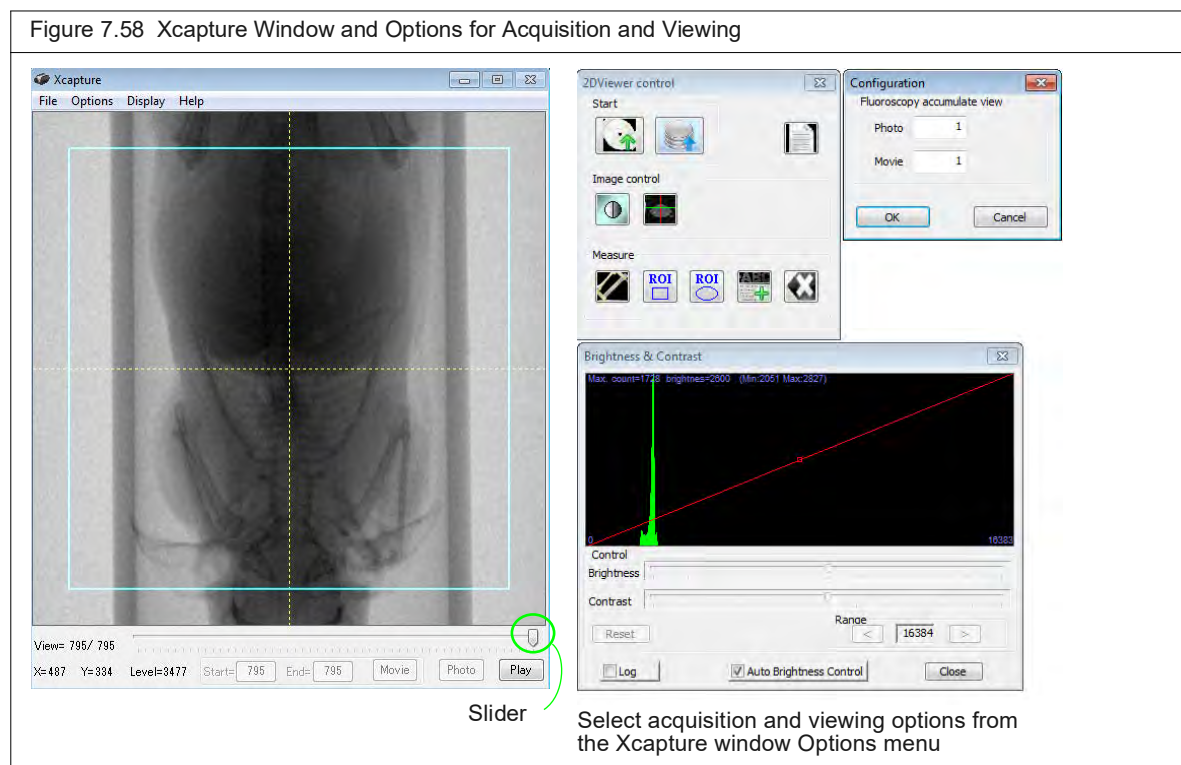 Figure 7.58 Xcapture Window and Options for Acquisition and Viewing
Xcapture
File Options Display Help
View= 795/ 795
X=487 Y=334 Level=3477 Start= 795 End= 795 Movie Photo Play
Slider
2DViewer control
Start
Image control
Measure
ROI ROI ABC
Configuration
Fluoroscopy accumulate view
Photo 1
Movie 1
OK Cancel
Brightness & Contrast
Max. count=1728 brightnes=2600 (Min:2051 Max:2827)
0 16383
Control
Brightness
Contrast
Range
Reset < 16384 >
Log Auto Brightness Control Close
Select acquisition and viewing options from
the Xcapture window Options menu